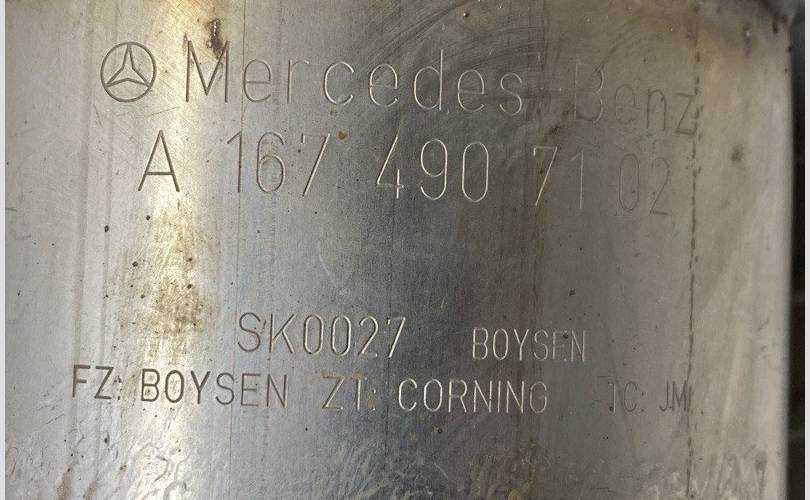 Mercedes-Benz
A 167 490 71 02
SK0027 BOYSEN
FZ: BOYSEN ZT: CORNING TC: JM